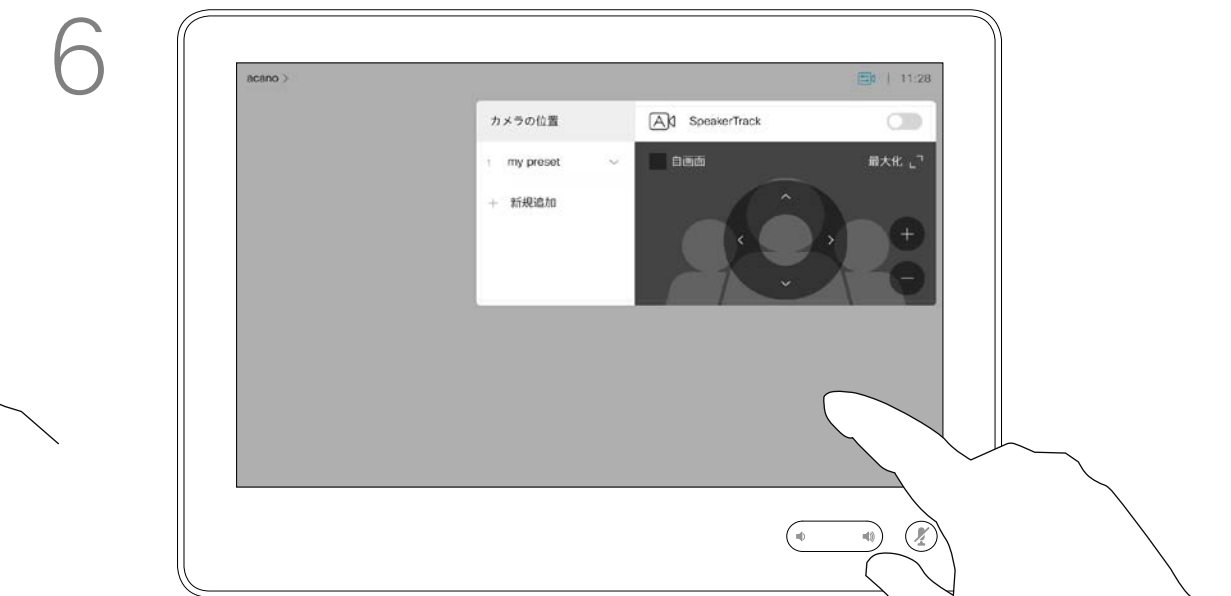 6
acano >
11:28
カメラの位置
SpeakerTrack
1 my preset
自画面
最大化
+ 新規追加